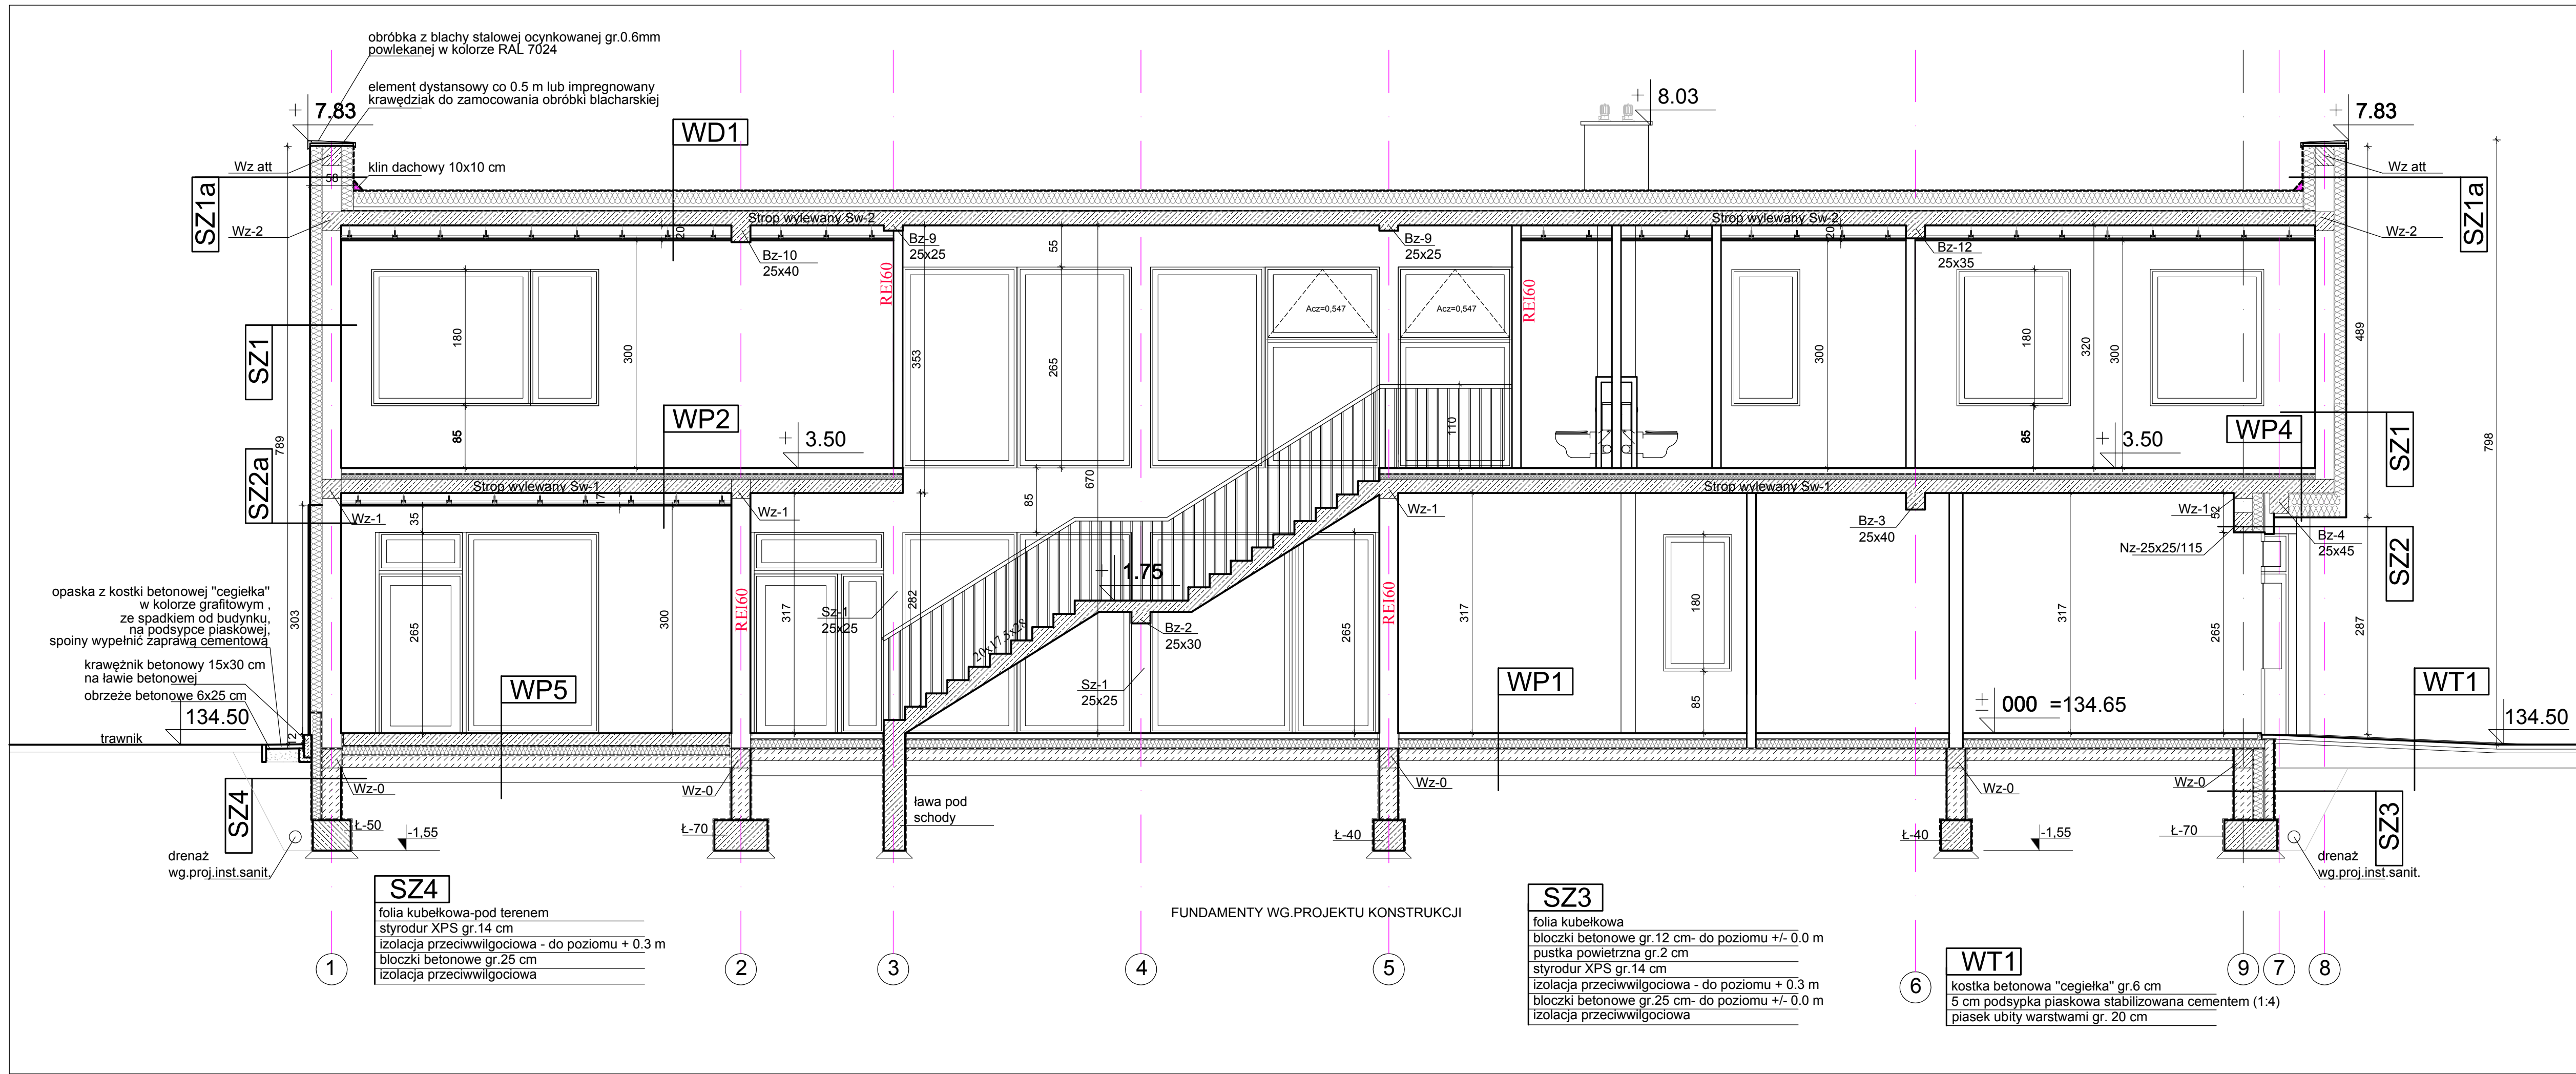 obróbka z blachy stalowej ocynkowanej gr.0.6mm
powlekanej w kolorze RAL 7024
element dystansowy co 0.5 m lub impregnowany
krawędziak do zamocowania obróbki blacharskiej
+ 7.83
+ 8.03
+ 7.83
WD1
Wz att
klin dachowy 10x10 cm
58
Wz att
SZ1a
SZ1a
Wz-2
Strop wylewany Sw-2
Strop wylewany Sw-2
Wz-2
20
Bz-10
25x40
Bz-9
25x25
55
Bz-9
25x25
20
Bz-12
25x35
REI60
REI60
Acz=0,547
Acz=0,547
SZ1
180
300
353
265
300
180
320
300
489
789
85
WP2
+ 3.50
110
85
+ 3.50
WP4
SZ1
798
SZ2a
Strop wylewany Sw-1
17
Strop wylewany Sw-1
670
85
Wz-1
35
Wz-1
Wz-1
Bz-3
25x40
Wz-1
52
Nz-25x25/115
Bz-4
25x45
SZ2
opaska z kostki betonowej "cegiełka"
w kolorze grafitowym ,
ze spadkiem od budynku,
na podsypce piaskowej,
spoiny wypełnić zaprawą cementową
krawężnik betonowy 15x30 cm
na ławie betonowej
obrzeże betonowe 6x25 cm
303
265
300
REI60
317
Sz-1
25x25
282
20x17,5x28
+ 1.75
Bz-2
25x30
Sz-1
25x25
265
REI60
317
180
85
317
265
287
WP5
WP1
+ 000 =134.65
WT1
134.50
134.50
trawnik
12
Wz-0
Wz-0
Wz-0
Wz-0
Wz-0
SZ4
SZ3
Ł-50
-1,55
Ł-70
ława pod
schody
Ł-40
Ł-40
-1,55
Ł-70
drenaż
wg.proj.inst.sanit.
drenaż
wg.proj.inst.sanit.
SZ4
folia kubełkowa-pod terenem
styrodur XPS gr.14 cm
izolacja przeciwwilgociowa - do poziomu + 0.3 m
bloczki betonowe gr.25 cm
izolacja przeciwwilgociowa
FUNDAMENTY WG.PROJEKTU KONSTRUKCJI
SZ3
folia kubełkowa
bloczki betonowe gr.12 cm- do poziomu +/- 0.0 m
pustka powietrzna gr.2 cm
styrodur XPS gr.14 cm
izolacja przeciwwilgociowa - do poziomu + 0.3 m
bloczki betonowe gr.25 cm- do poziomu +/- 0.0 m
izolacja przeciwwilgociowa
WT1
kostka betonowa "cegiełka" gr.6 cm
5 cm podsypka piaskowa stabilizowana cementem (1:4)
piasek ubity warstwami gr. 20 cm
1
2
3
4
5
6
9
7
8